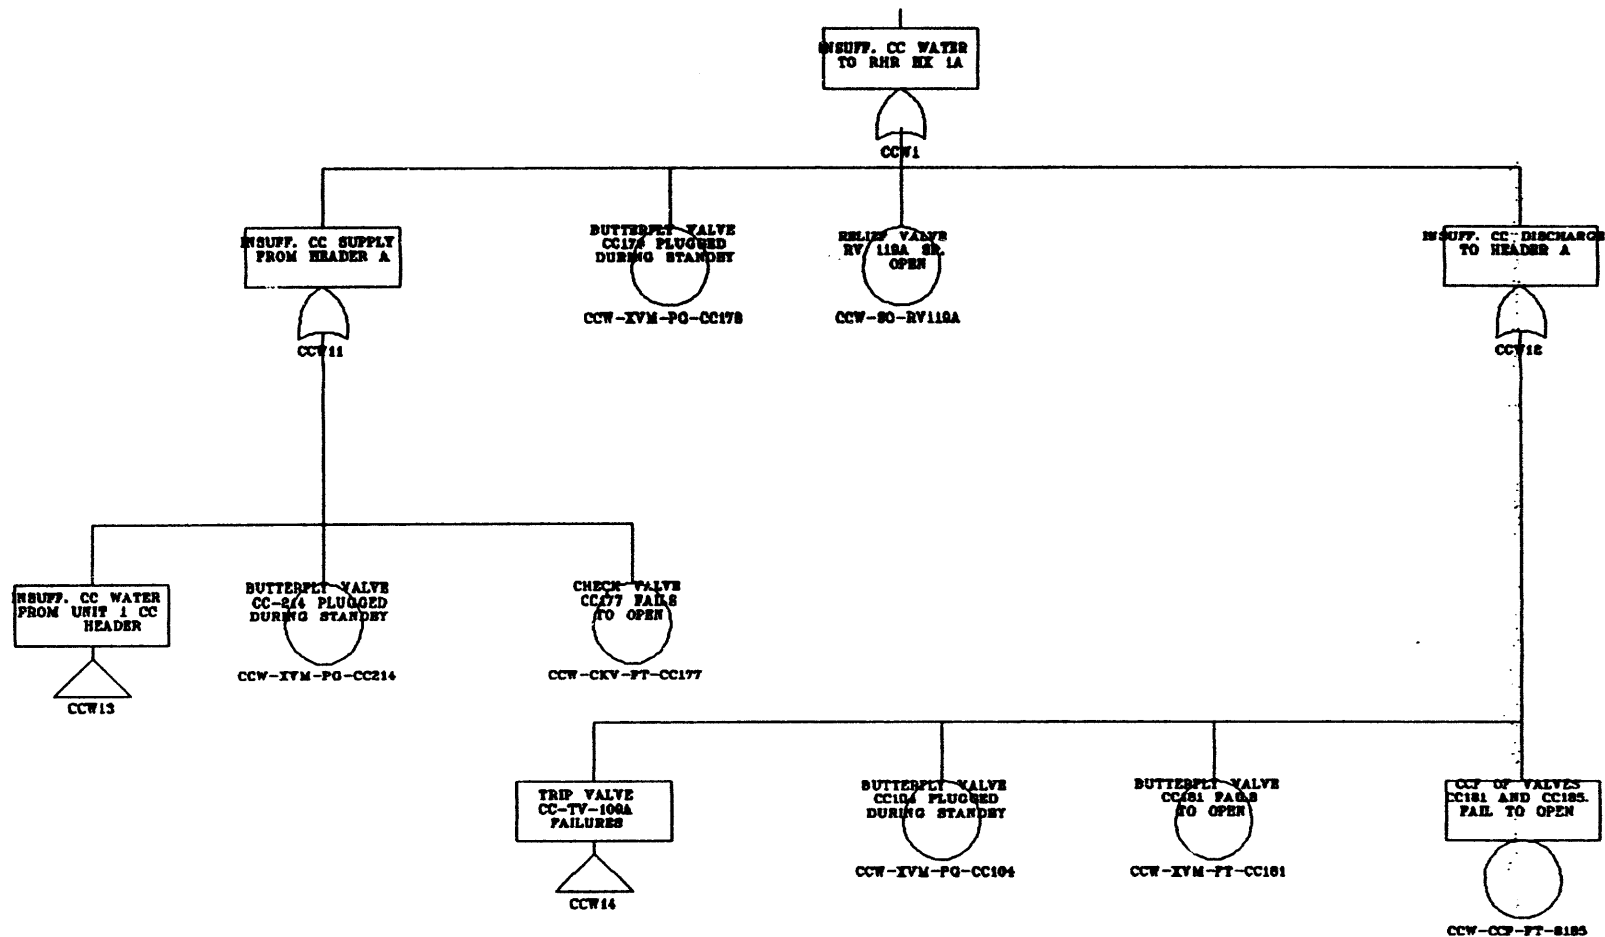 INSUFF. CC WATER
TO RHR HX 1A
CCW1
INSUFF. CC SUPPLY
FROM HEADER A
CCW11
BUTTERFLY VALVE
CC178 PLUGGED
DURING STANDBY
CCW-XVM-PG-CC178
RELIEF VALVE
RV 119A SP.
OPEN
CCW-SO-RV119A
INSUFF. CC DISCHARGE
TO HEADER A
CCW12
INSUFF. CC WATER
FROM UNIT 1 CC
HEADER
CCW13
BUTTERFLY VALVE
CC-214 PLUGGED
DURING STANDBY
CCW-XVM-PG-CC214
CHECK VALVE
CC177 FAILS
TO OPEN
CCW-CKV-FT-CC177
TRIP VALVE
CC-TV-109A
FAILURES
CCW14
BUTTERFLY VALVE
PLUGGED
DURING STANDBY
BUTTERFLY VALVE
CC181 FAILS
TO OPEN
CCW-XVM-FT-CC181
CCF OF VALVES
CC181 AND CC185.
FAIL TO OPEN